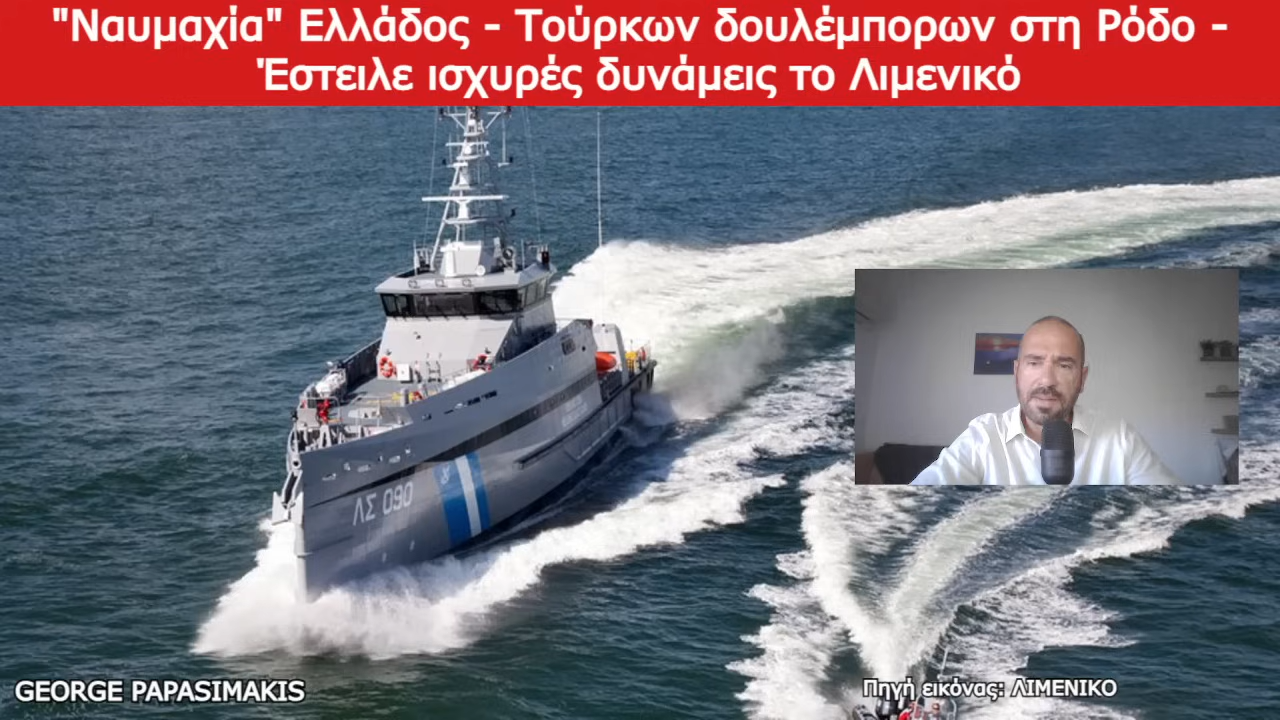 "Ναυμαχία" Ελλάδος - Τούρκων δουλέμπορων στη Ρόδο -
Έστειλε ισχυρές δυνάμεις το Λιμενικό
ΛΣ 090
GEORGE PAPASIMAKIS
Πηγή εικόνας: ΛΙΜΕΝΙΚΟ